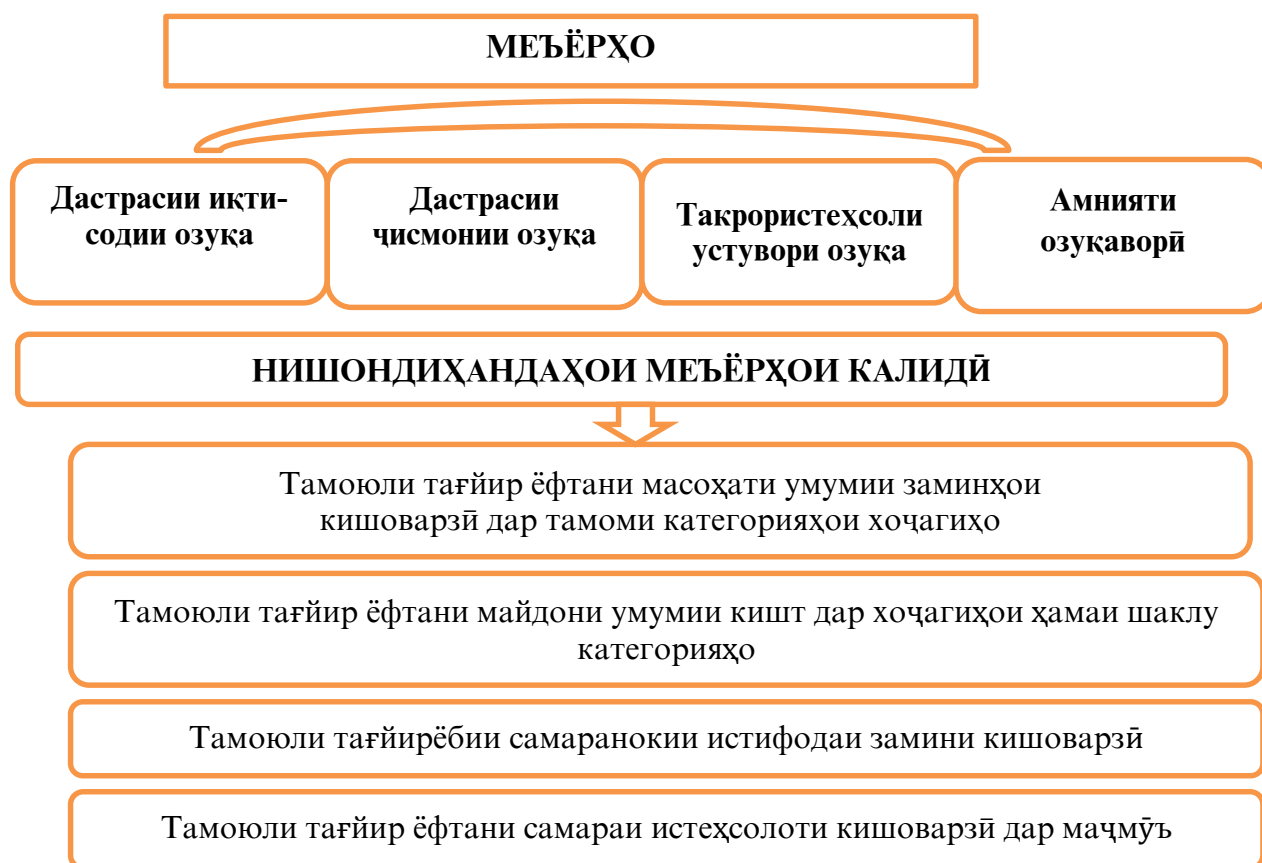 МЕЪЁРҲО
Дастрасии иқти-
содии озуқа
Дастрасии
ҷисмонии озуқа
Такрористеҳсоли
устувори озуқа
Амнияти
озуқаворӣ
НИШОНДИҲАНДАҲОИ МЕЪЁРҲОИ КАЛИДӢ
Тамоюли тағйир ёфтани масоҳати умумии заминҳои
кишоварзӣ дар тамоми категорияҳои хоҷагиҳо
Тамоюли тағйир ёфтани майдони умумии кишт дар хоҷагиҳои ҳамаи шаклу
категорияҳо
Тамоюли тағйирёбии самаранокии истифодаи замини кишоварзӣ
Тамоюли тағйир ёфтани самараи истеҳсолоти кишоварзӣ дар маҷмӯъ